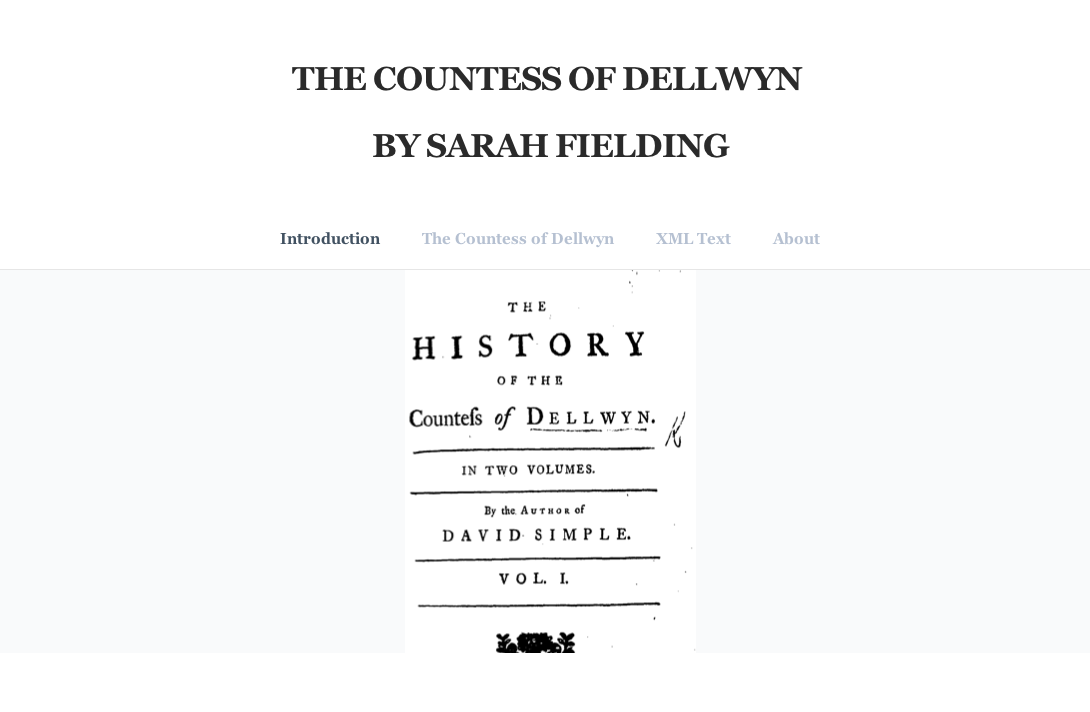 THE COUNTESS OF DELLWYN
BY SARAH FIELDING
Introduction The Countess of Dellwyn XML Text About
THE
HISTORY
OF THE
Counteſs of DELLWYN.
IN TWO VOLUMES.
By the AUTHOR of
DAVID SIMPLE.
VOL. I.